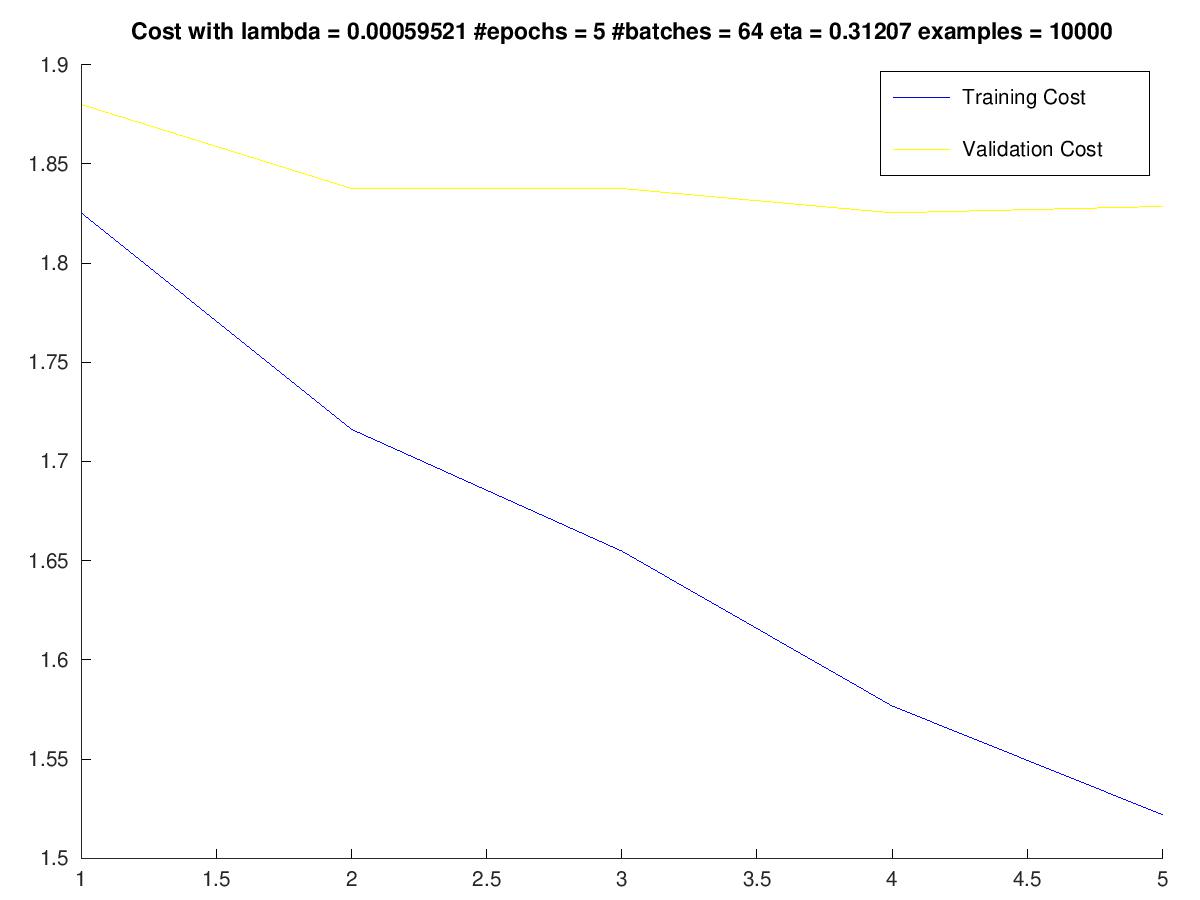 Cost with lambda = 0.00059521 #epochs = 5 #batches = 64 eta = 0.31207 examples = 10000
1.9
1.85
1.8
1.75
1.7
1.65
1.6
1.55
1.5
Training Cost
Validation Cost
1 1.5 2 2.5 3 3.5 4 4.5 5